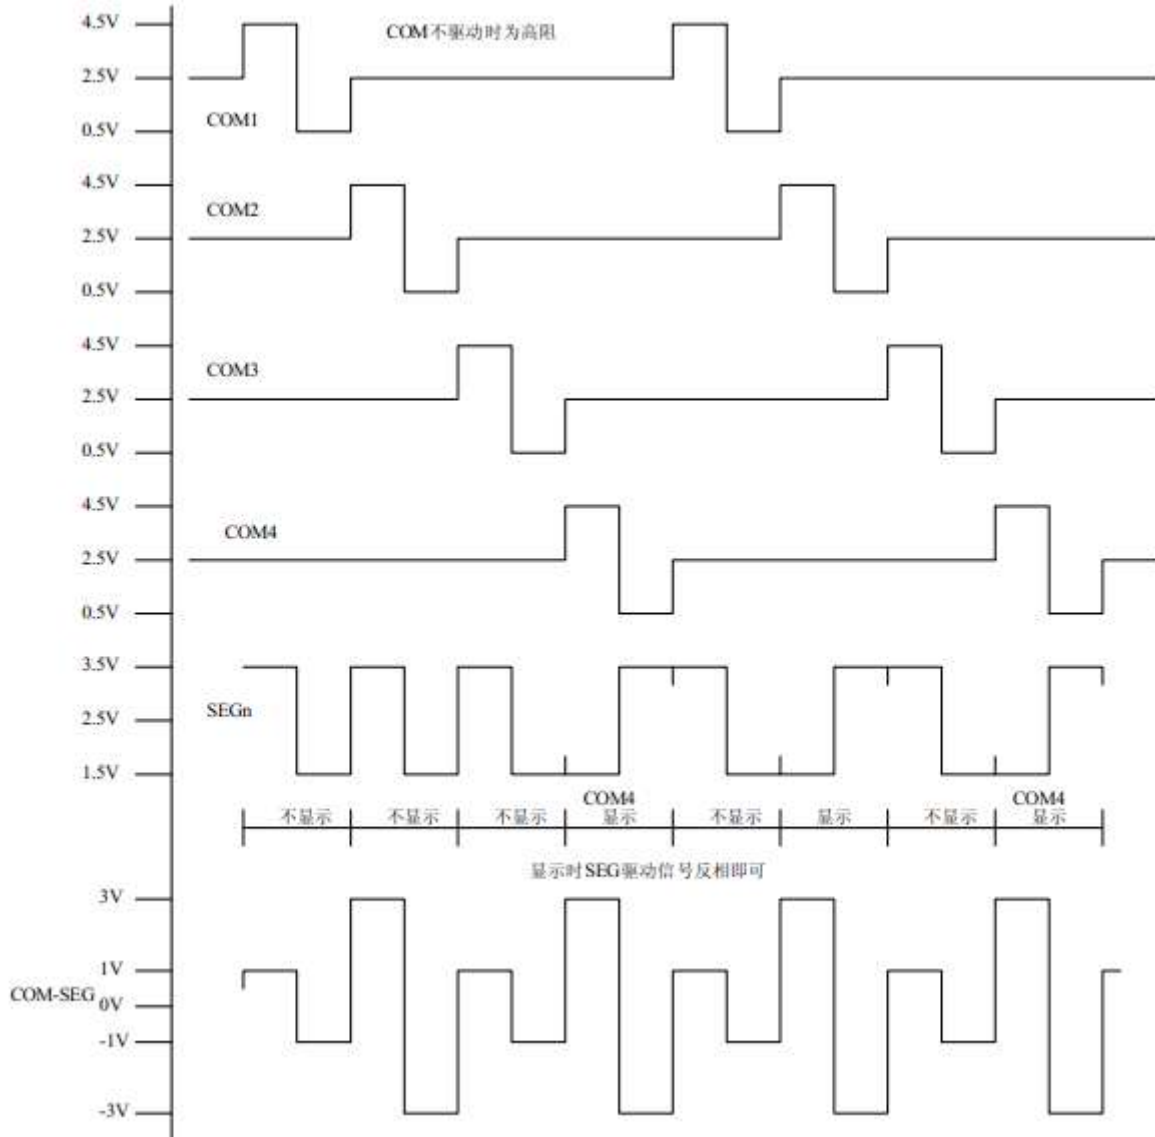 4.5V
COM不驱动时为高阻
2.5V
COM1
0.5V
4.5V
COM2
2.5V
0.5V
4.5V
COM3
2.5V
0.5V
4.5V
COM4
2.5V
0.5V
3.5V
SEGn
2.5V
1.5V
COM4 COM4
不显示 不显示 不显示 显示 不显示 显示 不显示 显示
显示时SEG驱动信号反相即可
3V
1V
COM-SEG 0V
-1V
-3V